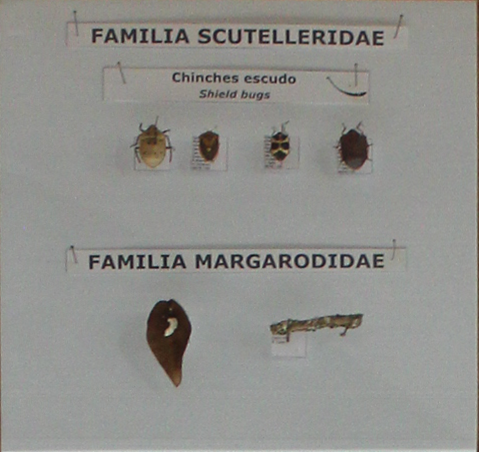 FAMILIA SCUTELLERIDAE
Chinches escudo
Shield bugs
FAMILIA MARGARODIDAE